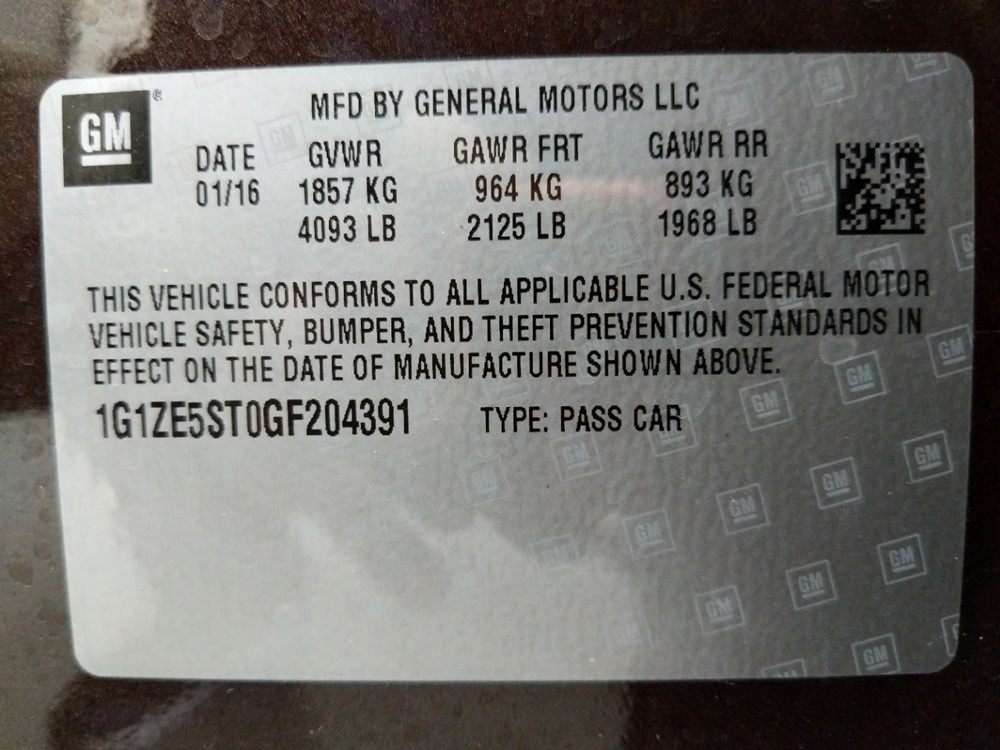 GM ®
MFD BY GENERAL MOTORS LLC
DATE GVWR GAWR FRT GAWR RR
01/16 1857 KG 964 KG 893 KG
4093 LB 2125 LB 1968 LB
THIS VEHICLE CONFORMS TO ALL APPLICABLE U.S. FEDERAL MOTOR
VEHICLE SAFETY, BUMPER, AND THEFT PREVENTION STANDARDS IN
EFFECT ON THE DATE OF MANUFACTURE SHOWN ABOVE.
1G1ZE5ST0GF204391 TYPE: PASS CAR